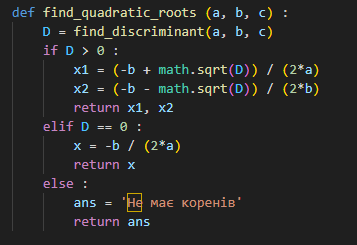 def find_quadratic_roots (a, b, c) :
    D = find_discriminant(a, b, c)
    if D > 0 :
        x1 = (-b + math.sqrt(D)) / (2*a)
        x2 = (-b - math.sqrt(D)) / (2*b)
        return x1, x2
    elif D == 0 :
        x = -b / (2*a)
        return x
    else :
        ans = 'Не має коренів'
        return ans